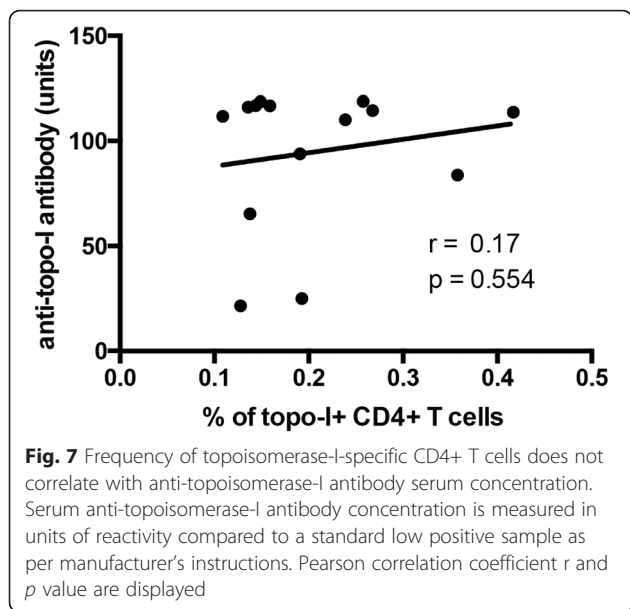 150
100
50
0
anti-topo-I antibody (units)
r = 0.17
p = 0.554
0.0 0.1 0.2 0.3 0.4 0.5
% of topo-I+ CD4+ T cells
Fig. 7 Frequency of topoisomerase-I-specific CD4+ T cells does not
correlate with anti-topoisomerase-I antibody serum concentration.
Serum anti-topoisomerase-I antibody concentration is measured in
units of reactivity compared to a standard low positive sample as
per manufacturer's instructions. Pearson correlation coefficient r and
p value are displayed